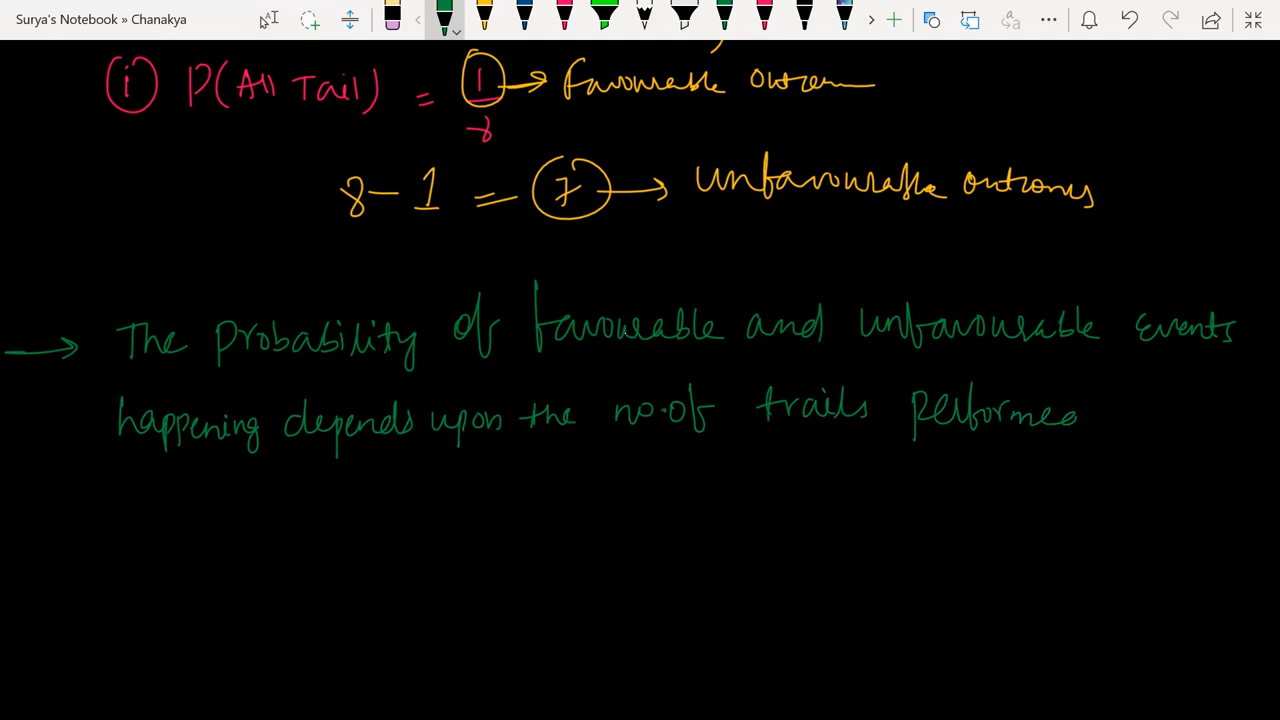 Surya's Notebook » Chanakya
i P(All Tail) = 1/8 → favourable outcom
8 - 1 = 7 → unfavourable outcomes
→ The probability of favourable and unfavourable events
happening depends upon the no.of trails performed